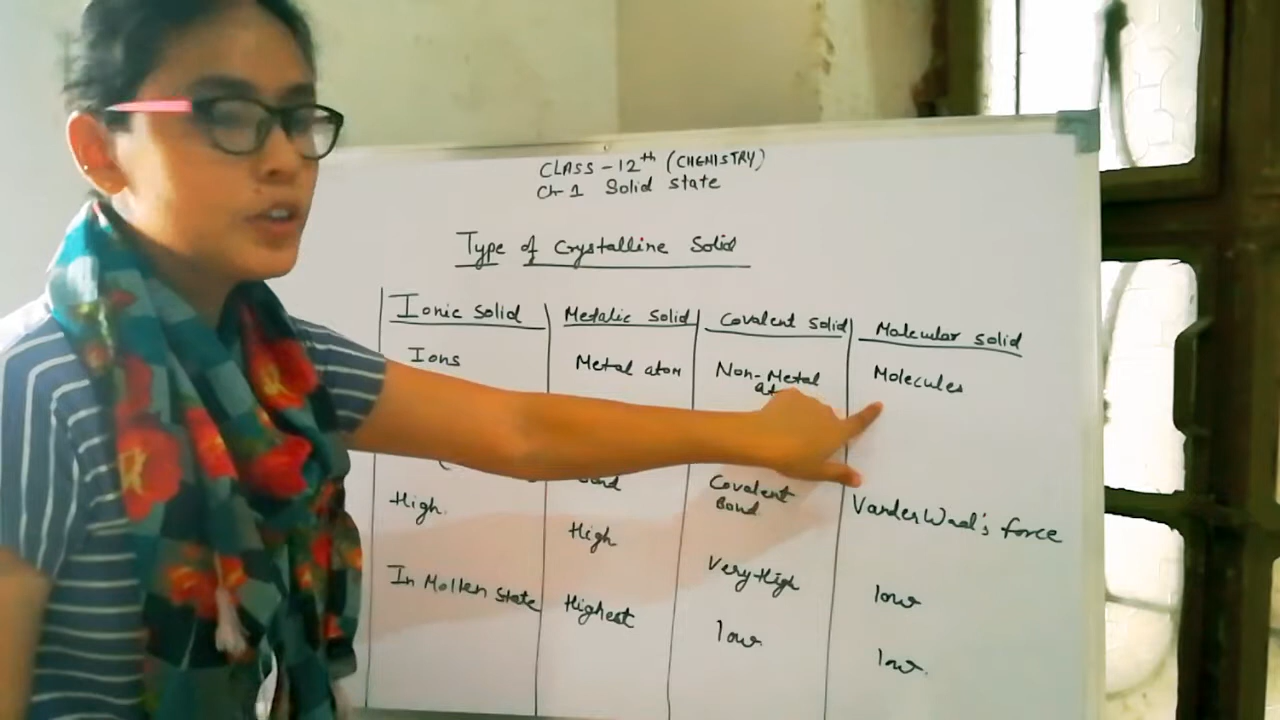 CLASS - 12th (CHEMISTRY)
Ch 1 Solid state
Type of Crystalline Solid
Ionic solid Metalic solid Covalent solid Molecular solid
Ions Metal atom Non-Metal Molecules
Covalent
Bond
VanderWaal's force
High. High Very High low
In Molten state Highest low low.